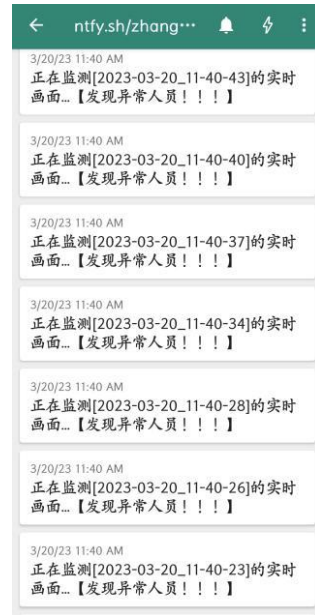 ntfy.sh/zhang···
3/20/23 11:40 AM
正在监测[2023-03-20_11-40-43]的实时
画面…【发现异常人员！！！】
3/20/23 11:40 AM
正在监测[2023-03-20_11-40-40]的实时
画面…【发现异常人员！！！】
3/20/23 11:40 AM
正在监测[2023-03-20_11-40-37]的实时
画面…【发现异常人员！！！】
3/20/23 11:40 AM
正在监测[2023-03-20_11-40-34]的实时
画面…【发现异常人员！！！】
3/20/23 11:40 AM
正在监测[2023-03-20_11-40-28]的实时
画面…【发现异常人员！！！】
3/20/23 11:40 AM
正在监测[2023-03-20_11-40-26]的实时
画面…【发现异常人员！！！】
3/20/23 11:40 AM
正在监测[2023-03-20_11-40-23]的实时
画面…【发现异常人员！！！】